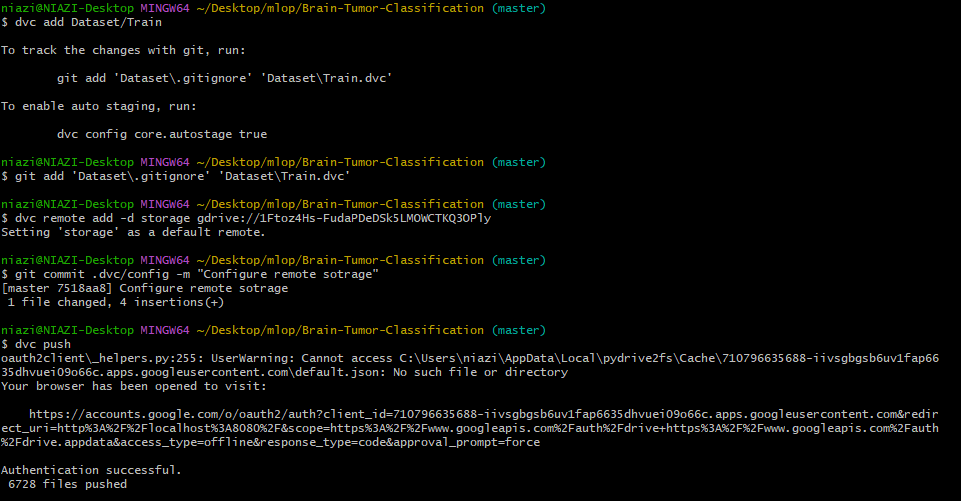 niazi@NIAZI-Desktop MINGW64 ~/Desktop/mlop/Brain-Tumor-Classification (master)
$ dvc add Dataset/Train
To track the changes with git, run:
git add 'Dataset\.gitignore' 'Dataset\Train.dvc'
To enable auto staging, run:
dvc config core.autostage true
niazi@NIAZI-Desktop MINGW64 ~/Desktop/mlop/Brain-Tumor-Classification (master)
$ git add 'Dataset\.gitignore' 'Dataset\Train.dvc'
niazi@NIAZI-Desktop MINGW64 ~/Desktop/mlop/Brain-Tumor-Classification (master)
$ dvc remote add -d storage gdrive://1Ftoz4Hs-FudaPDeDSk5LMOWCTKQ3OPly
Setting 'storage' as a default remote.
niazi@NIAZI-Desktop MINGW64 ~/Desktop/mlop/Brain-Tumor-Classification (master)
$ git commit .dvc/config -m "Configure remote sotrage"
[master 7518aa8] Configure remote sotrage
1 file changed, 4 insertions(+)
niazi@NIAZI-Desktop MINGW64 ~/Desktop/mlop/Brain-Tumor-Classification (master)
$ dvc push
oauth2client\_helpers.py:255: UserWarning: Cannot access C:\Users\niazi\AppData\Local\pydrive2fs\Cache\710796635688-iivsgbgsb6uv1fap66
35dhvuei09o66c.apps.googleusercontent.com\default.json: No such file or directory
Your browser has been opened to visit:
https://accounts.google.com/o/oauth2/auth?client_id=710796635688-iivsgbgsb6uv1fap6635dhvuei09o66c.apps.googleusercontent.com&redir
ect_uri=http%3A%2F%2Flocalhost%3A8080%2F&scope=https%3A%2F%2Fwww.googleapis.com%2Fauth%2Fdrive+https%3A%2F%2Fwww.googleapis.com%2Fauth
%2Fdrive.appdata&access_type=offline&response_type=code&approval_prompt=force
Authentication successful.
6728 files pushed